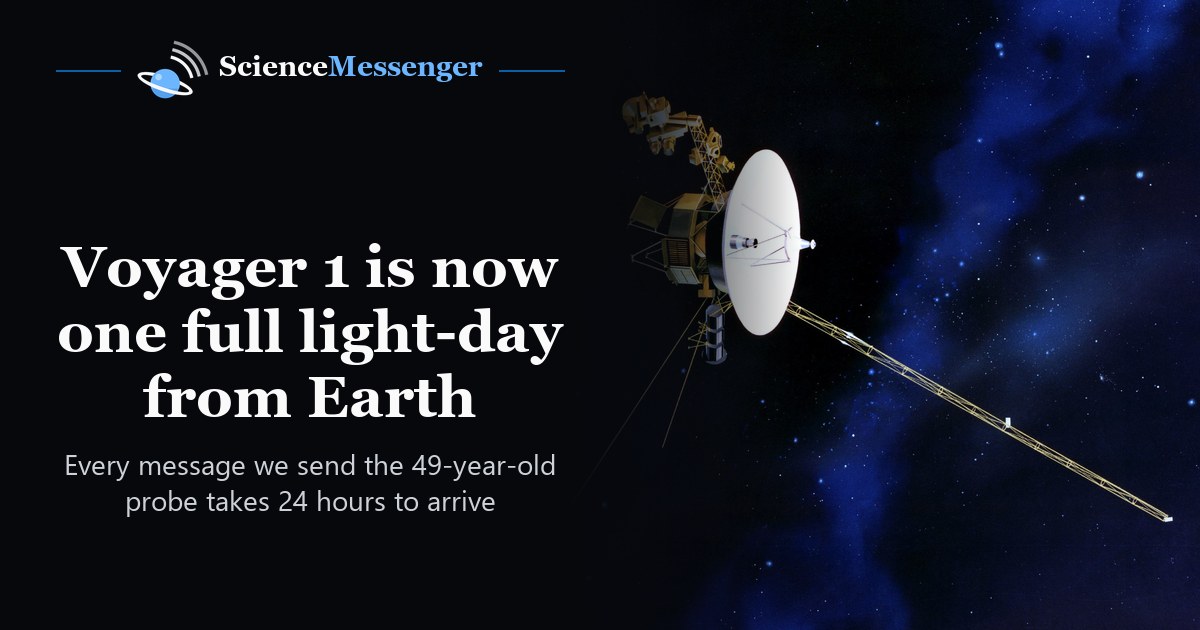 ScienceMessenger
Voyager 1 is now
one full light-day
from Earth
Every message we send the 49-year-old
probe takes 24 hours to arrive